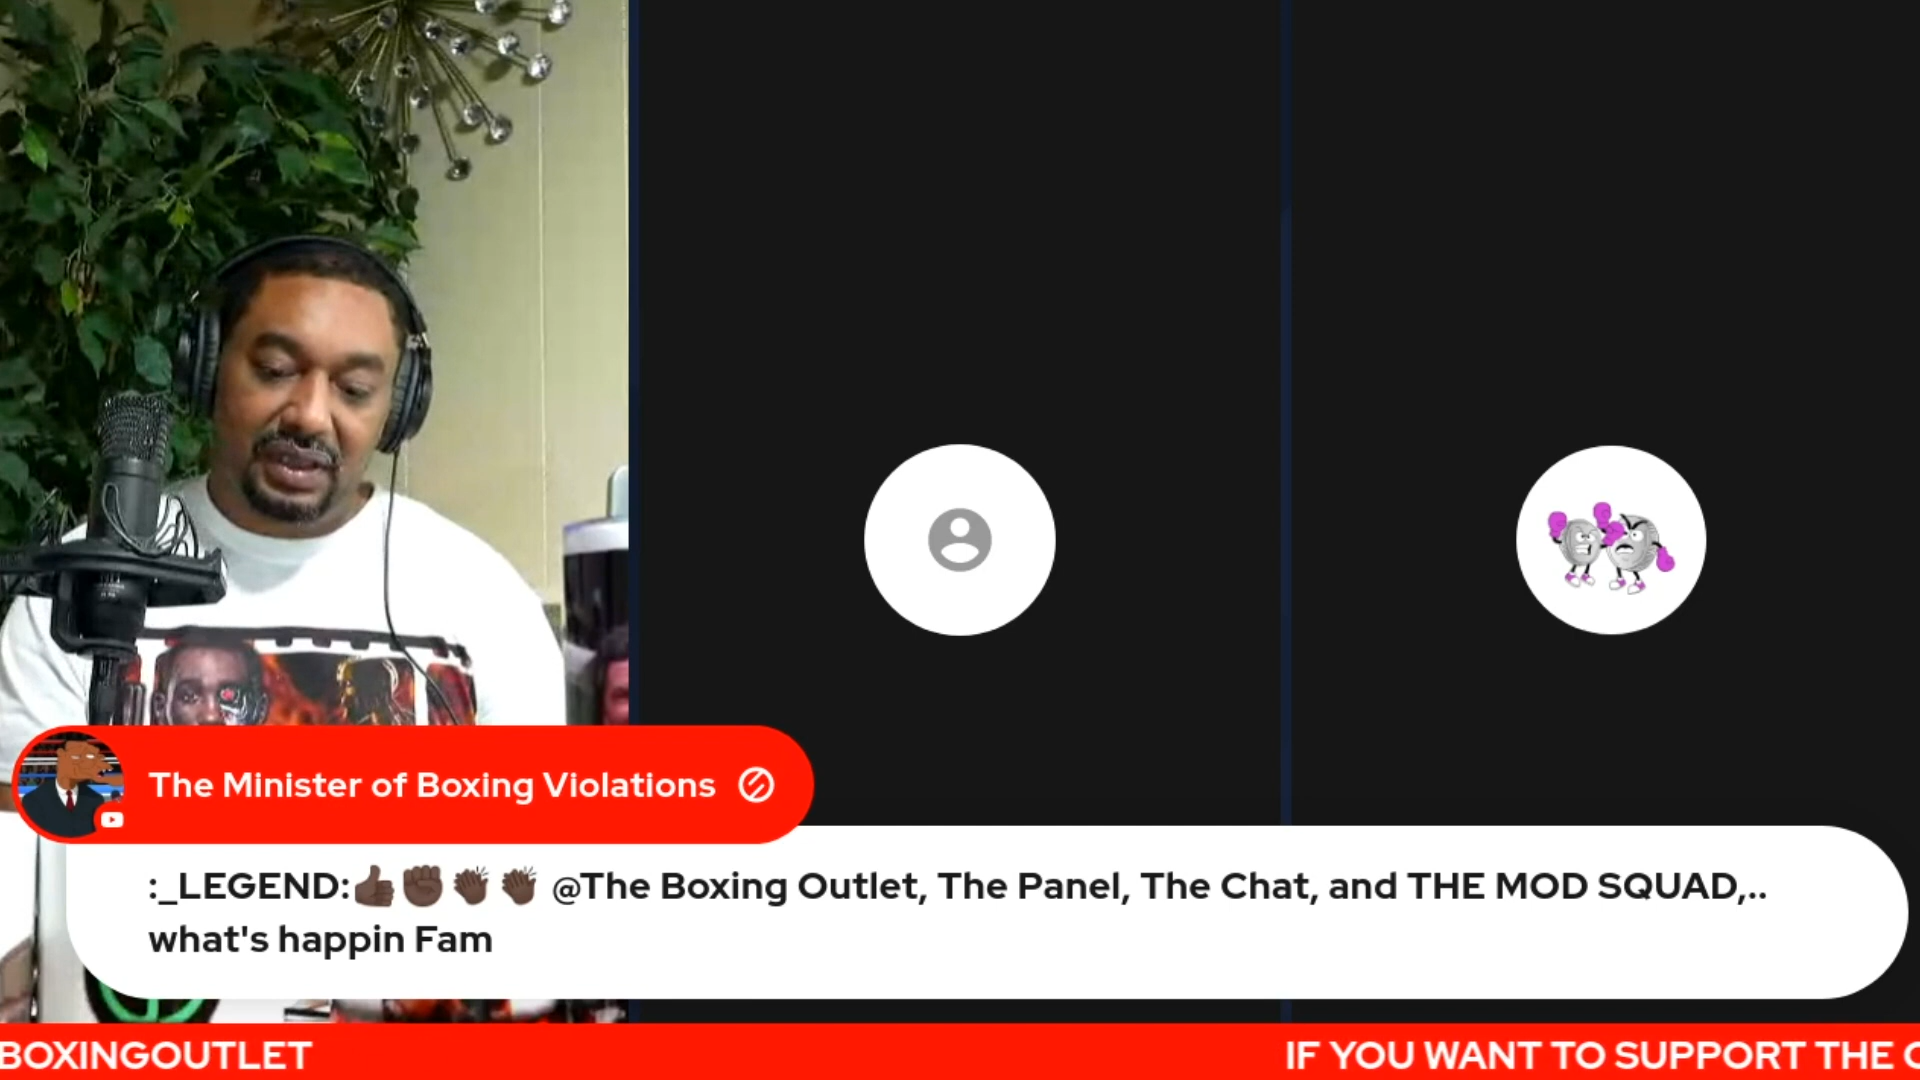 The Minister of Boxing Violations
:_LEGEND:👍🏿✊🏿👏🏿👏🏿 @The Boxing Outlet, The Panel, The Chat, and THE MOD SQUAD,..
what's happin Fam
BOXINGOUTLET IF YOU WANT TO SUPPORT THE